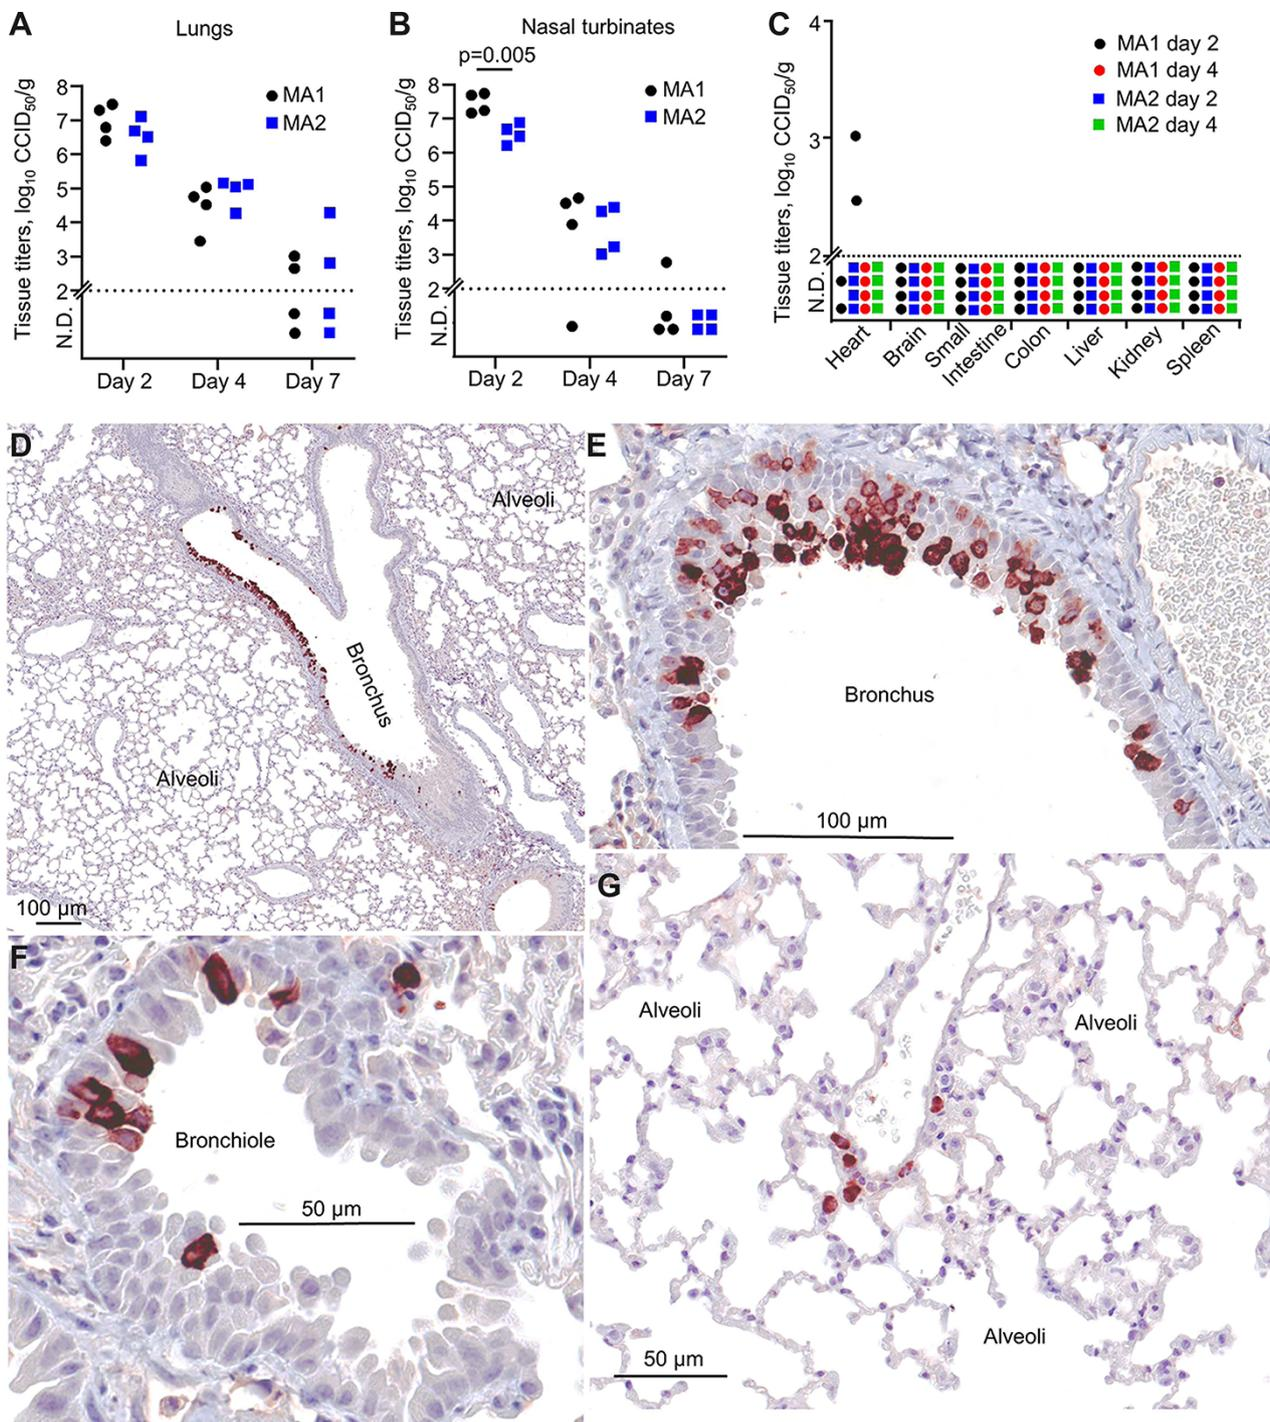 A
Lungs
Tissue titers, log10 CCID50/g
8
7
6
5
4
3
2
N.D.
MA1
MA2
Day 2
Day 4
Day 7
B
Nasal turbinates
p=0.005
Tissue titers, log10 CCID50/g
8
7
6
5
4
3
2
N.D.
MA1
MA2
Day 2
Day 4
Day 7
C
Tissue titers, log10 CCID50/g
4
3
2
N.D.
MA1 day 2
MA1 day 4
MA2 day 2
MA2 day 4
Heart
Brain
Small
Intestine
Colon
Liver
Kidney
Spleen
D
Alveoli
Bronchus
Alveoli
100 µm
E
Bronchus
100 µm
F
Bronchiole
50 µm
G
Alveoli
Alveoli
Alveoli
50 µm